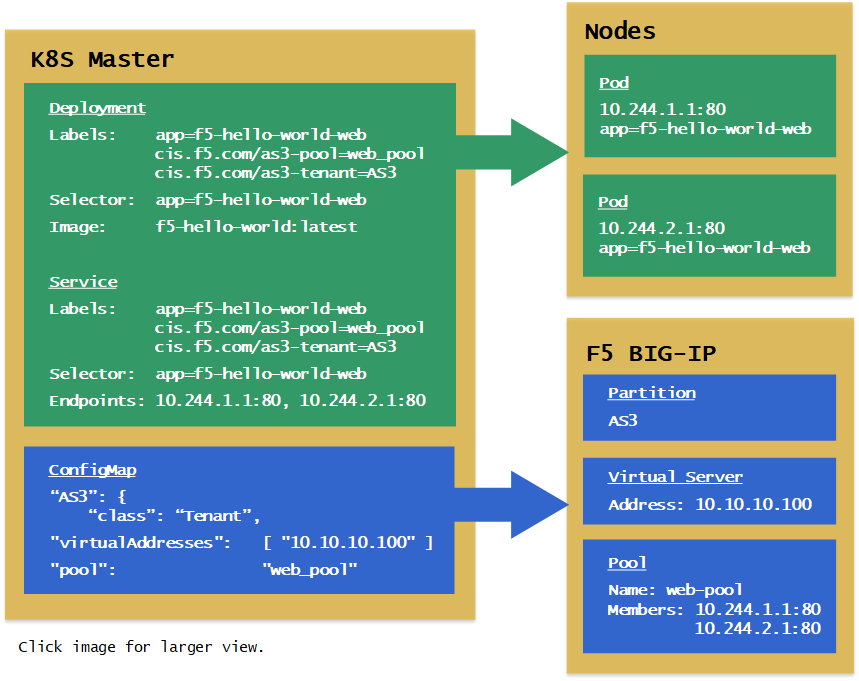 K8S Master
Deployment
Labels: app=f5-hello-world-web
cis.f5.com/as3-pool=web_pool
cis.f5.com/as3-tenant=AS3
Selector: app=f5-hello-world-web
Image: f5-hello-world:latest
Service
Labels: app=f5-hello-world-web
cis.f5.com/as3-pool=web_pool
cis.f5.com/as3-tenant=AS3
Selector: app=f5-hello-world-web
Endpoints: 10.244.1.1:80, 10.244.2.1:80
ConfigMap
“AS3”: {
“class”: “Tenant”,
"virtualAddresses": [ "10.10.10.100" ]
"pool": "web_pool"
Click image for larger view.
Nodes
Pod
10.244.1.1:80
app=f5-hello-world-web
Pod
10.244.2.1:80
app=f5-hello-world-web
F5 BIG-IP
Partition
AS3
Virtual Server
Address: 10.10.10.100
Pool
Name: web-pool
Members: 10.244.1.1:80
10.244.2.1:80